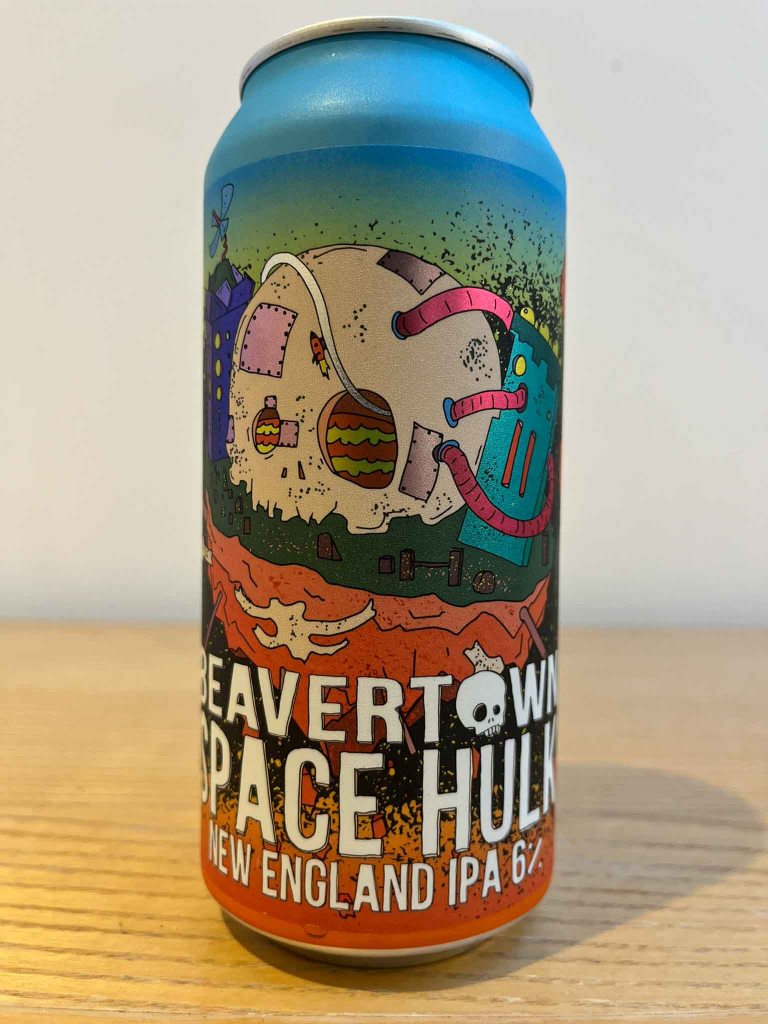 BEAVERTOWN
SPACE HULK
NEW ENGLAND IPA 6%